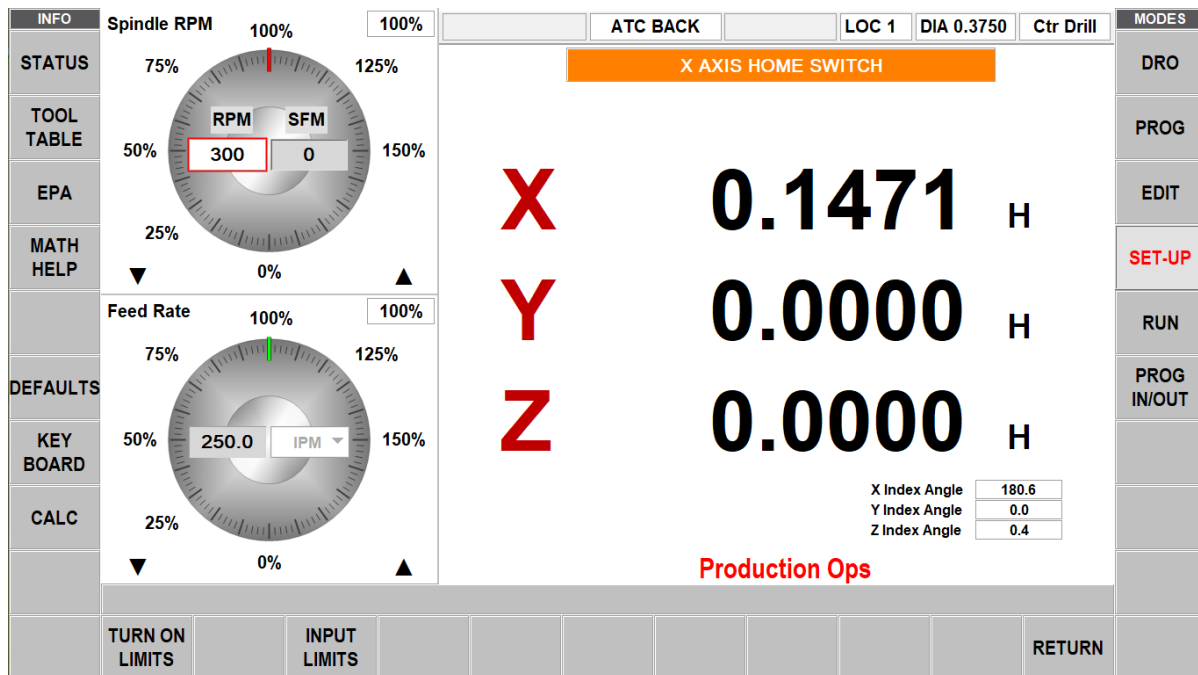 INFO
STATUS
TOOL
TABLE
EPA
MATH
HELP
DEFAULTS
KEY
BOARD
CALC
Spindle RPM
100%
100%
75%
125%
RPM
SFM
50%
300
0
150%
25%
0%
▼
▲
Feed Rate
100%
100%
75%
125%
50%
250.0
IPM
150%
25%
0%
▼
▲
ATC BACK
LOC 1
DIA 0.3750
Ctr Drill
X AXIS HOME SWITCH
X 0.1471 H
Y 0.0000 H
Z 0.0000 H
X Index Angle 180.6
Y Index Angle 0.0
Z Index Angle 0.4
Production Ops
MODES
DRO
PROG
EDIT
SET-UP
RUN
PROG
IN/OUT
TURN ON
LIMITS
INPUT
LIMITS
RETURN